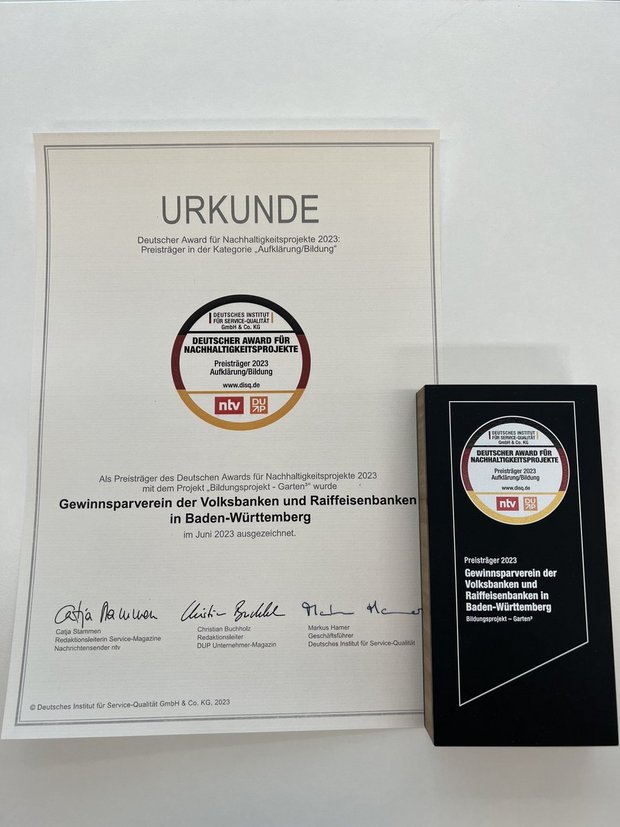 URKUNDE
Deutscher Award für Nachhaltigkeitsprojekte 2023:
Preisträger in der Kategorie „Aufklärung/Bildung"
DEUTSCHES INSTITUT
FÜR SERVICE-QUALITÄT
GmbH & Co. KG
DEUTSCHER AWARD FÜR
NACHHALTIGKEITSPROJEKTE
Preisträger 2023
Aufklärung/Bildung
www.disq.de
ntv DUP
Als Preisträger des Deutschen Awards für Nachhaltigkeitsprojekte 2023
mit dem Projekt „Bildungsprojekt - Garten³" wurde
Gewinnsparverein der Volksbanken und Raiffeisenbanken
in Baden-Württemberg
im Juni 2023 ausgezeichnet.
Catja Stammen
Redaktionsleiterin Service-Magazine
Nachrichtensender ntv
Christian Buchholz
Redaktionsleiter
DUP Unternehmer-Magazin
Markus Hamer
Geschäftsführer
Deutsches Institut für Service-Qualität
© Deutsches Institut für Service-Qualität GmbH & Co. KG, 2023
DEUTSCHES INSTITUT
FÜR SERVICE-QUALITÄT
GmbH & Co. KG
DEUTSCHER AWARD FÜR
NACHHALTIGKEITSPROJEKTE
Preisträger 2023
Aufklärung/Bildung
www.disq.de
ntv DUP
Preisträger 2023
Gewinnsparverein der
Volksbanken und
Raiffeisenbanken in
Baden-Württemberg
Bildungsprojekt – Garten³